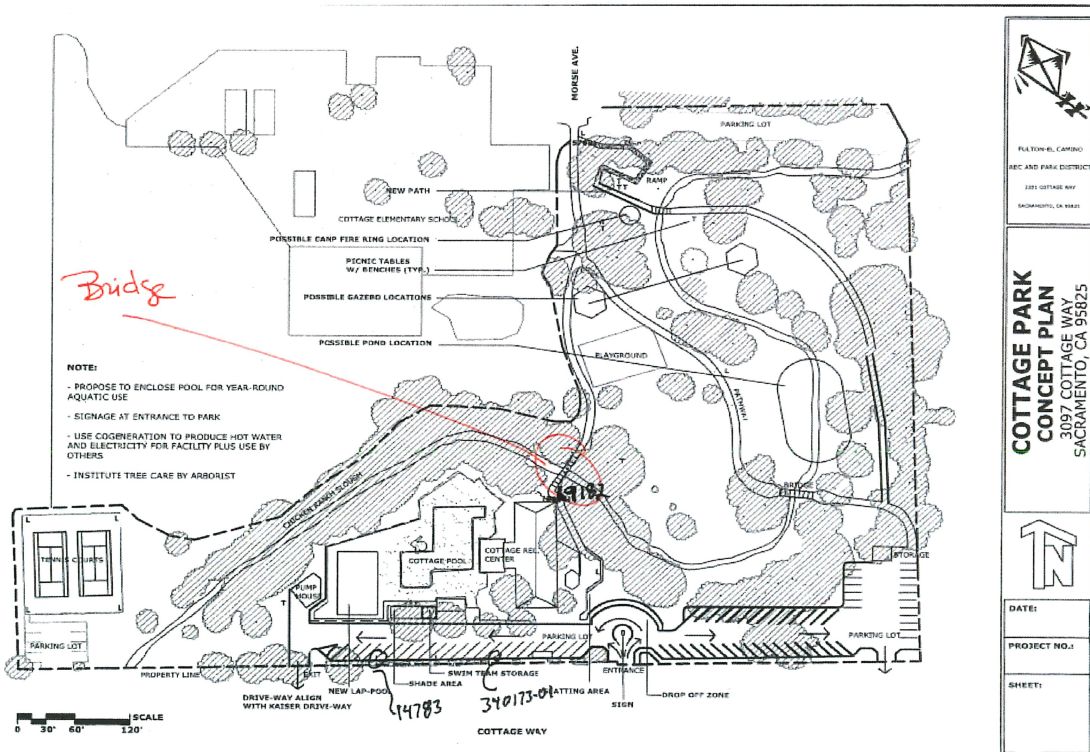 MORSE AVE.
PARKING LOT
RAMP
NEW PATH
COTTAGE ELEMENTARY SCHOOL
POSSIBLE CAMP FIRE RING LOCATION
PICNIC TABLES
W/ BENCHES (TYP.)
POSSIBLE GAZEBO LOCATIONS
POSSIBLE POND LOCATION
PLAYGROUND
PATHWAY
Bridge
NOTE:
- PROPOSE TO ENCLOSE POOL FOR YEAR-ROUND
AQUATIC USE
- SIGNAGE AT ENTRANCE TO PARK
- USE COGENERATION TO PRODUCE HOT WATER
AND ELECTRICITY FOR FACILITY PLUS USE BY
OTHERS
- INSTITUTE TREE CARE BY ARBORIST
CHICKEN RANCH SLOUGH
BRIDGE
TENNIS COURTS
PUMP
HOUSE
COTTAGE POOL
COTTAGE REC.
CENTER
STORAGE
PARKING LOT
PARKING LOT
PARKING LOT
PROPERTY LINE
EXIT
ENTRANCE
DRIVE-WAY ALIGN
WITH KAISER DRIVE-WAY
NEW LAP-POOL
SHADE AREA
SWIM TEAM STORAGE
SIGN
DROP OFF ZONE
14783
340173-01
COTTAGE WAY
SCALE
0 30' 60' 120'
FULTON-EL CAMINO
REC AND PARK DISTRICT
SACRAMENTO, CA 95825
COTTAGE PARK
CONCEPT PLAN
3097 COTTAGE WAY
SACRAMENTO, CA 95825
N
DATE:
PROJECT NO.:
SHEET: